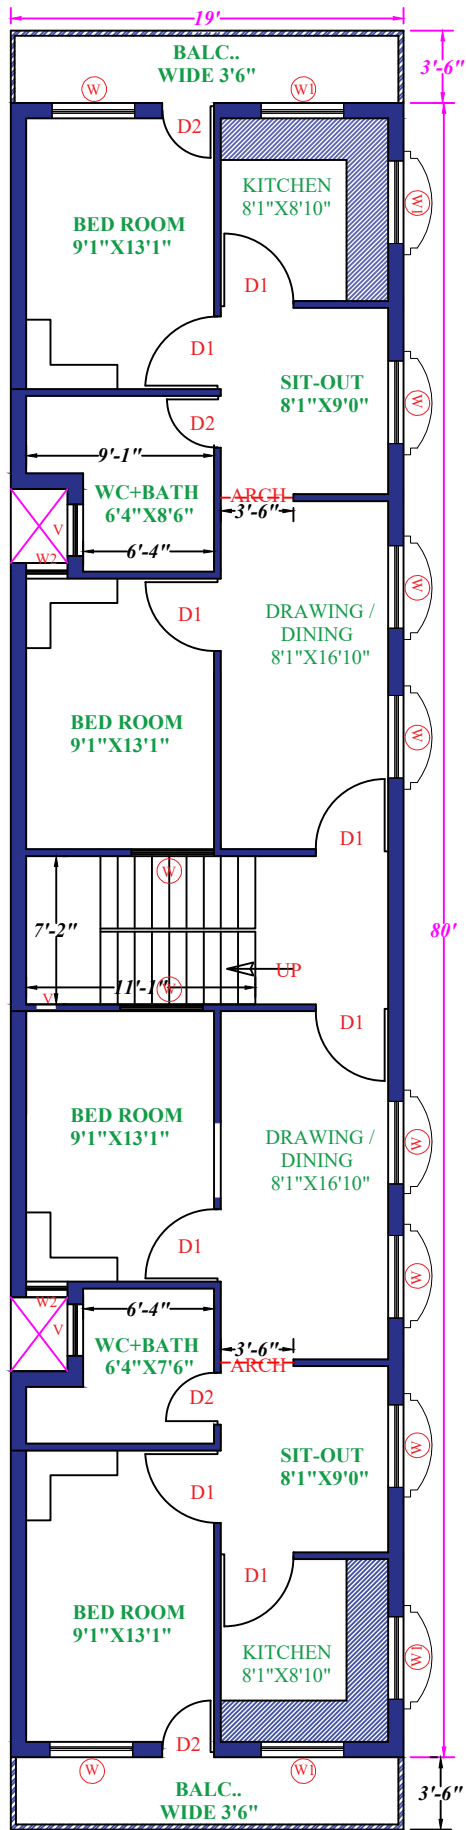 19'
BALC..
WIDE 3'6"
3'-6"
W
W1
D2
KITCHEN
8'1"X8'10"
W1
BED ROOM
9'1"X13'1"
D1
D1
SIT-OUT
8'1"X9'0"
W
D2
9'-1"
WC+BATH
6'4"X8'6"
ARCH
3'-6"
V
W2
6'-4"
D1
W
DRAWING /
DINING
8'1"X16'10"
BED ROOM
9'1"X13'1"
W
D1
W
7'-2"
80'
UP
11'-1"
W
V
D1
BED ROOM
9'1"X13'1"
DRAWING /
DINING
8'1"X16'10"
W
D1
W
W2
V
6'-4"
WC+BATH
6'4"X7'6"
3'-6"
ARCH
D2
SIT-OUT
8'1"X9'0"
W
D1
D1
BED ROOM
9'1"X13'1"
KITCHEN
8'1"X8'10"
W1
D2
W
W1
BALC..
WIDE 3'6"
3'-6"